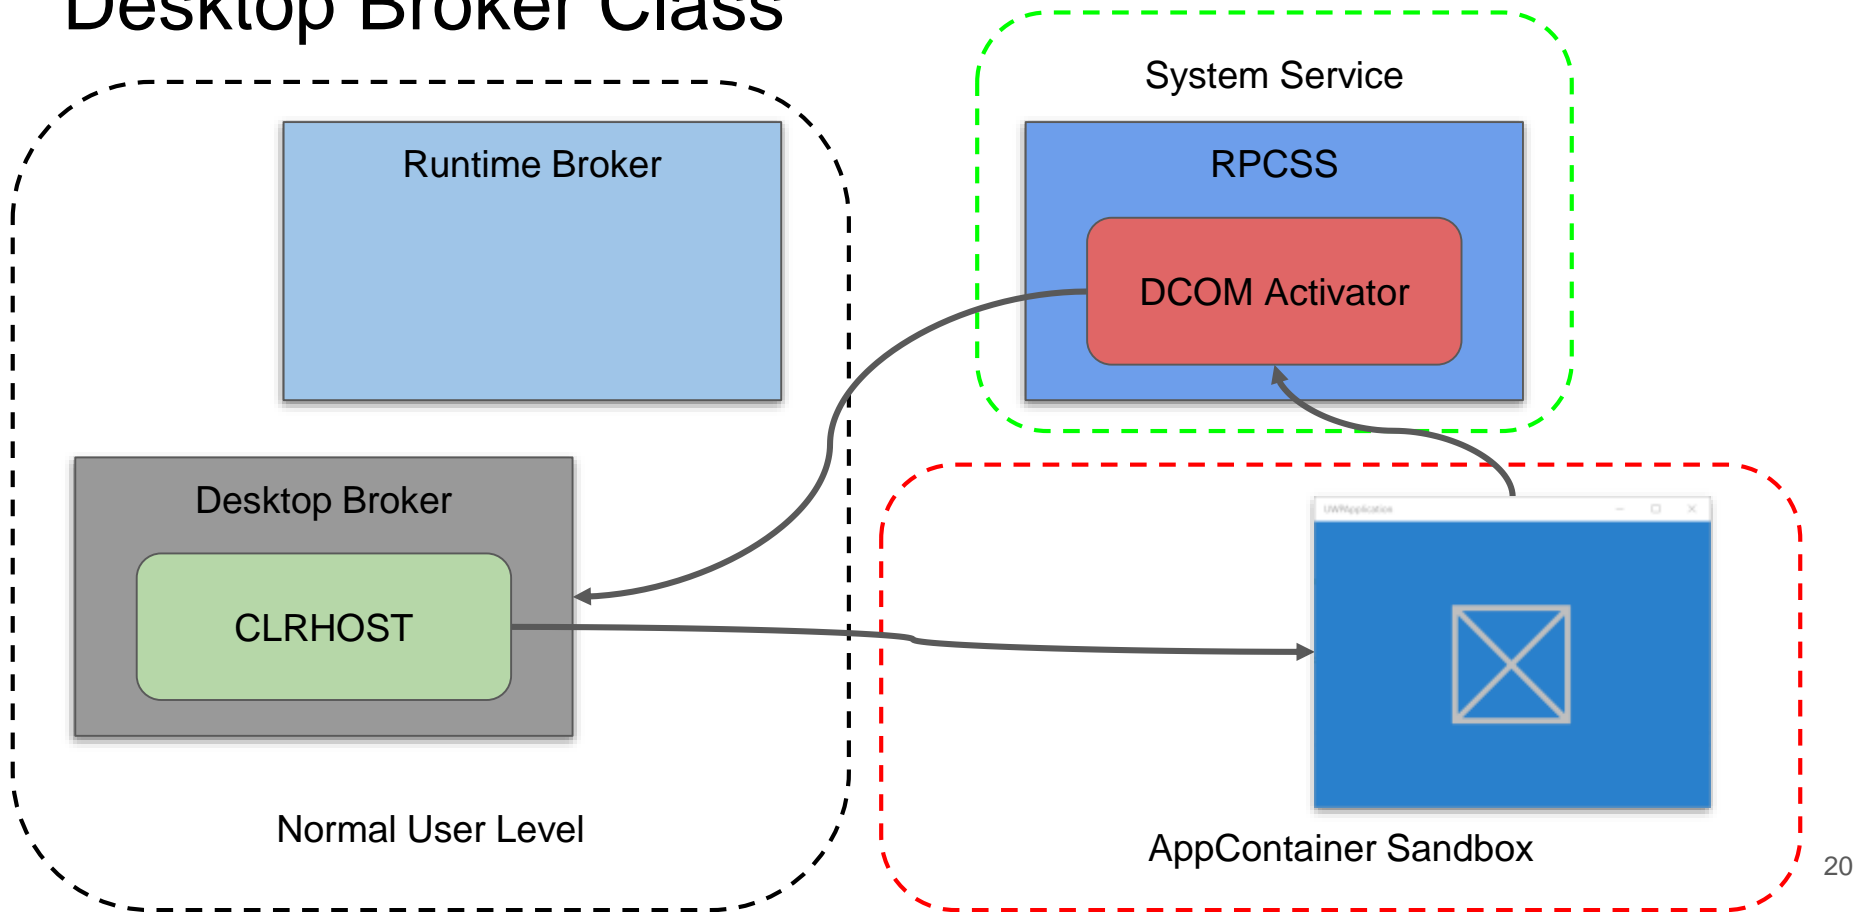 Desktop Broker Class
System Service
Runtime Broker
RPCSS
DCOM Activator
Desktop Broker
UWPApplication
CLRHOST
Normal User Level
AppContainer Sandbox
20